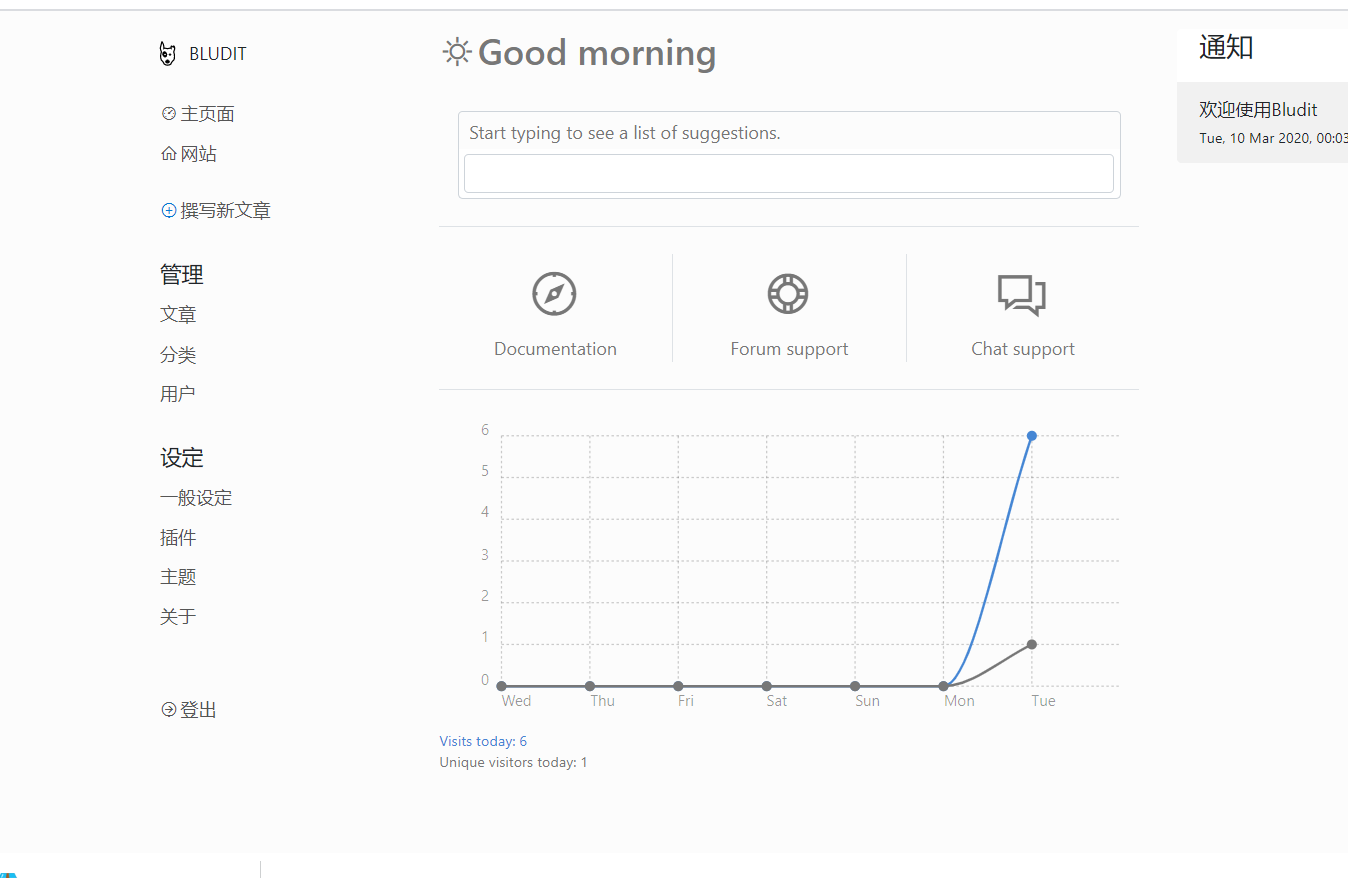 BLUDIT
主页面
网站
撰写新文章
管理
文章
分类
用户
设定
一般设定
插件
主题
关于
登出
Good morning
Start typing to see a list of suggestions.
Documentation
Forum support
Chat support
6
5
4
3
2
1
0
Wed Thu Fri Sat Sun Mon Tue
Visits today: 6
Unique visitors today: 1
通知
欢迎使用Bludit
Tue, 10 Mar 2020, 00:03